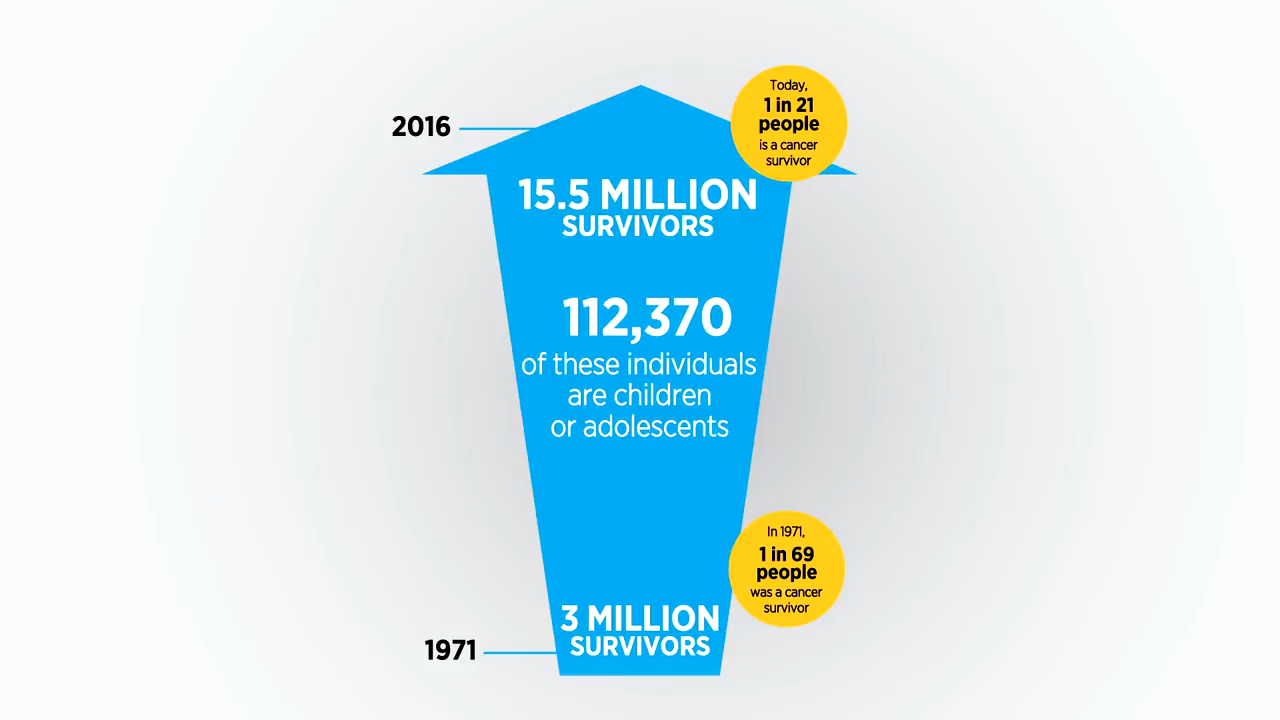 2016
Today,
1 in 21
people
is a cancer
survivor
15.5 MILLION
SURVIVORS
112,370
of these individuals
are children
or adolescents
In 1971,
1 in 69
people
was a cancer
survivor
3 MILLION
SURVIVORS
1971